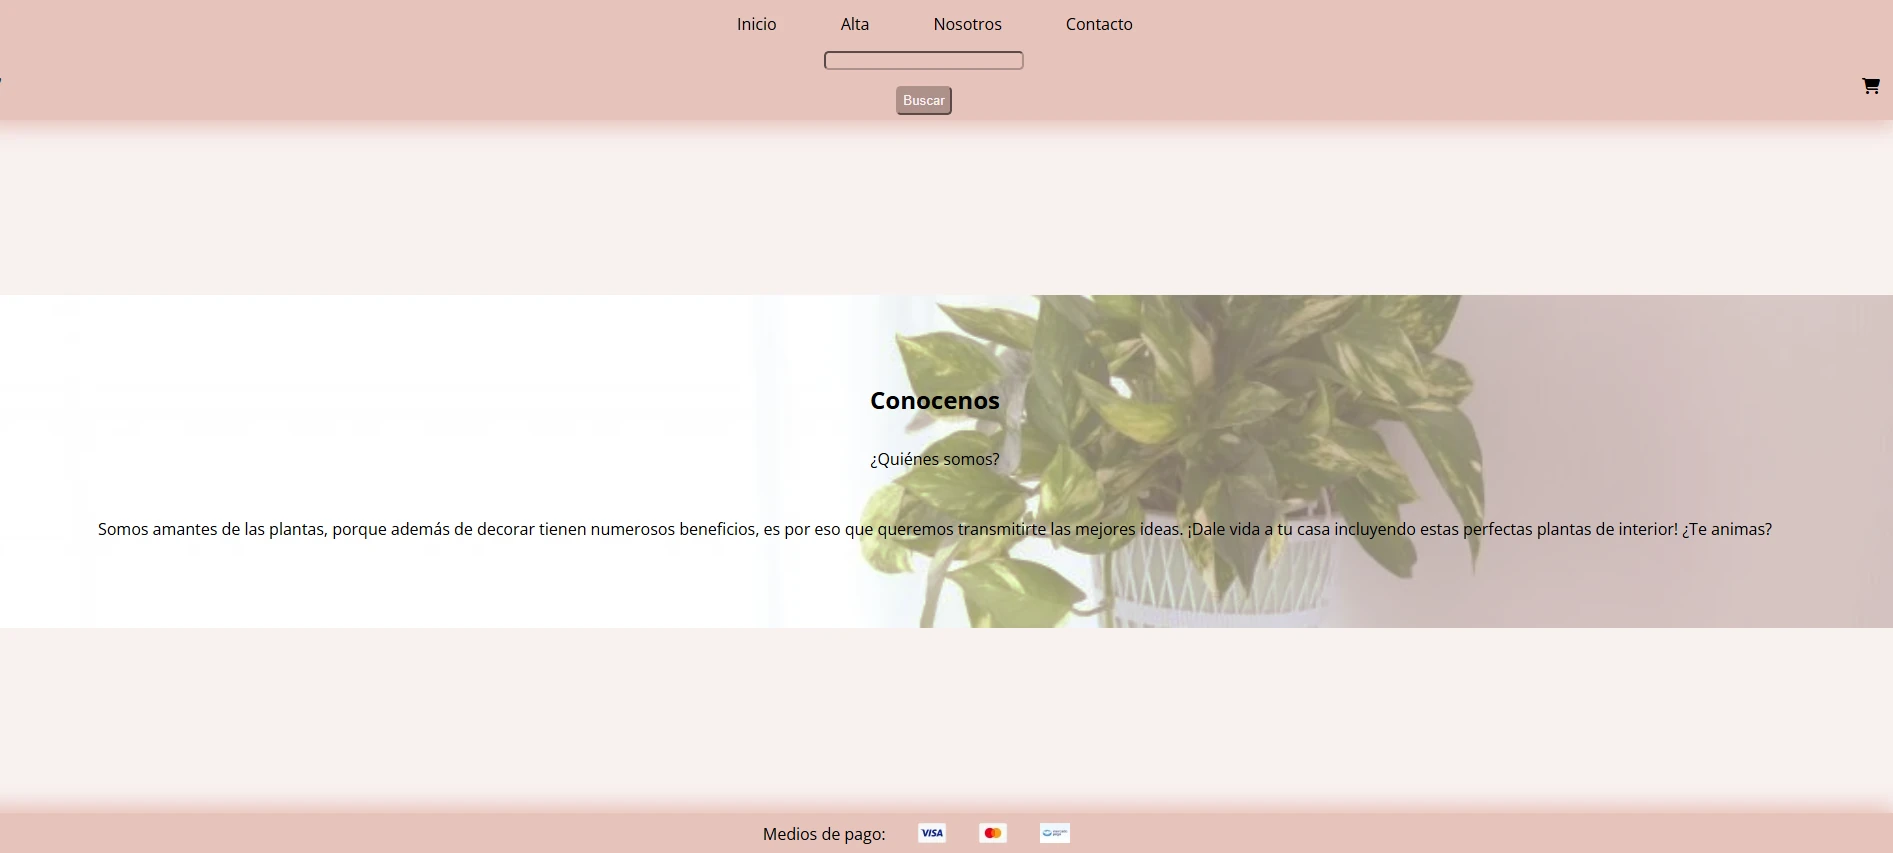 Inicio Alta Nosotros Contacto
Buscar
Conocenos
¿Quiénes somos?
Somos amantes de las plantas, porque además de decorar tienen numerosos beneficios, es por eso que queremos transmitirte las mejores ideas. ¡Dale vida a tu casa incluyendo estas perfectas plantas de interior! ¿Te animas?
Medios de pago: VISA